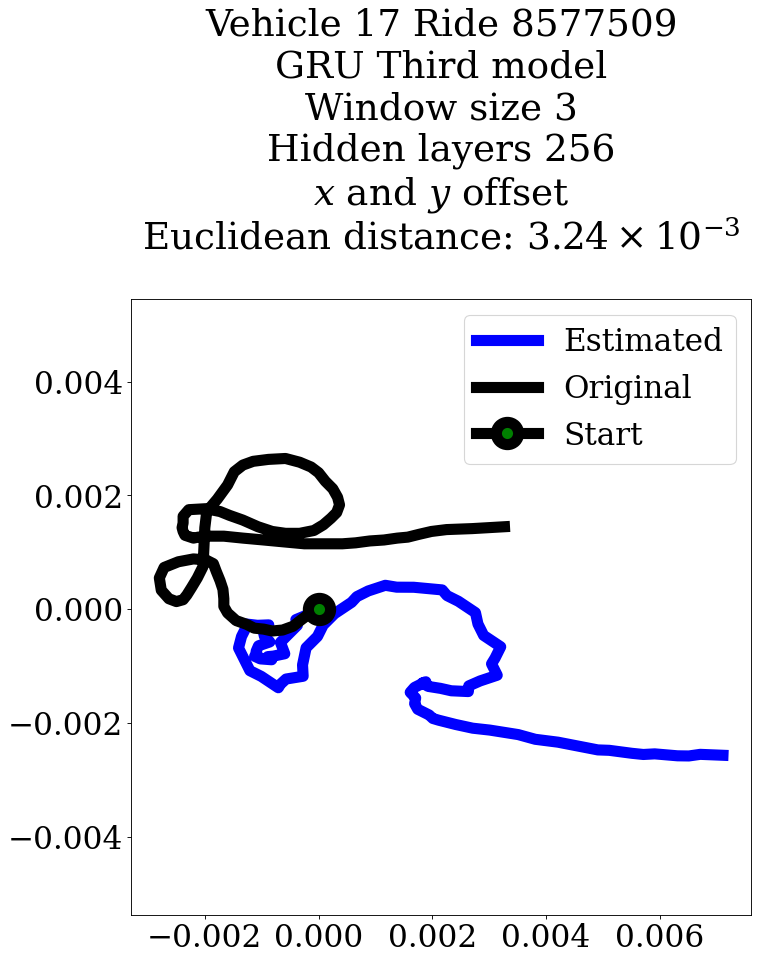 Vehicle 17 Ride 8577509
GRU Third model
Window size 3
Hidden layers 256
x and y offset
Euclidean distance: 3.24 × 10⁻³
Estimated
Original
Start
0.004
0.002
0.000
−0.002
−0.004
−0.002 0.000 0.002 0.004 0.006